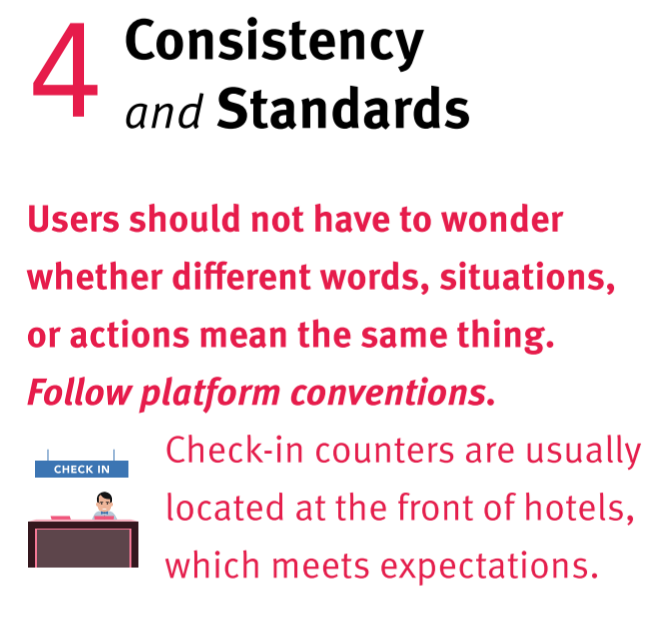 4
Consistency
and Standards
Users should not have to wonder
whether different words, situations,
or actions mean the same thing.
Follow platform conventions.
CHECK IN
Check-in counters are usually
located at the front of hotels,
which meets expectations.